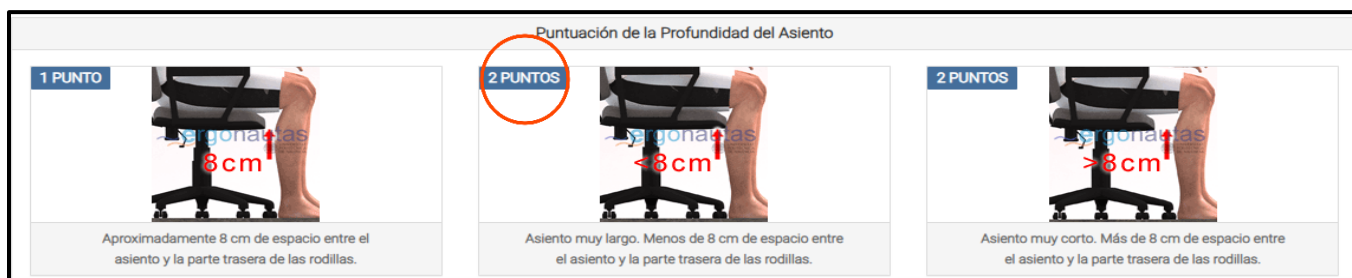 Puntuación de la Profundidad del Asiento
1 PUNTO
ergonautas
8cm
Aproximadamente 8 cm de espacio entre el
asiento y la parte trasera de las rodillas.
2 PUNTOS
ergonautas
<8cm
Asiento muy largo. Menos de 8 cm de espacio entre
el asiento y la parte trasera de las rodillas.
2 PUNTOS
ergonautas
>8cm
Asiento muy corto. Más de 8 cm de espacio entre
el asiento y la parte trasera de las rodillas.